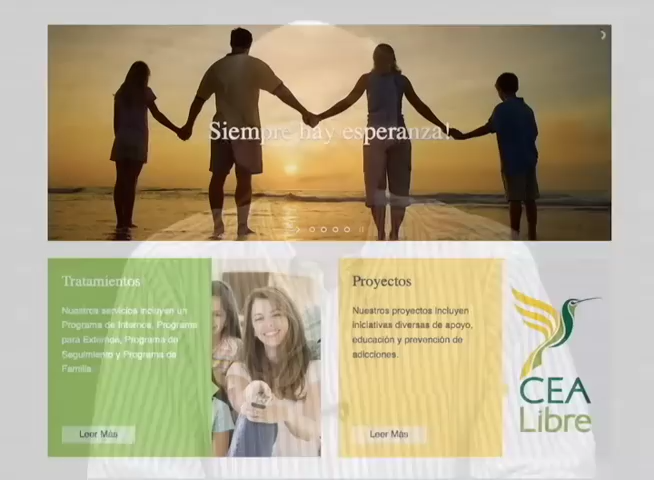 Siempre hay esperanza!
Tratamientos
Nuestros servicios incluyen un
Programa de Internos, Programa
para Externos, Programa de
Seguimiento y Programa de
Familia.
Leer Más
Proyectos
Nuestros proyectos incluyen
iniciativas diversas de apoyo,
educación y prevención de
adicciones.
Leer Más
CEA
Libre